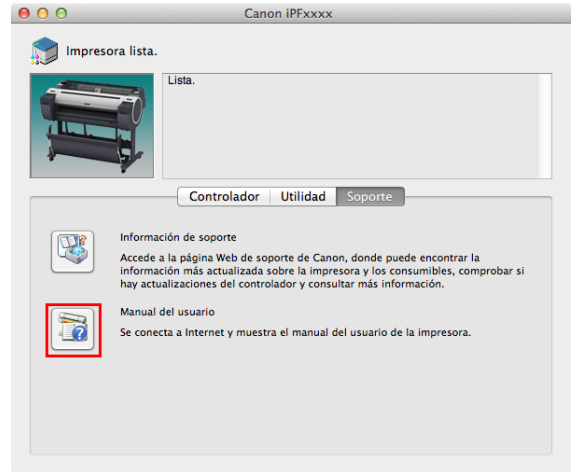 Canon iPFxxxx
Impresora lista.
Lista.
Controlador Utilidad Soporte
Información de soporte
Accede a la página Web de soporte de Canon, donde puede encontrar la
información más actualizada sobre la impresora y los consumibles, comprobar si
hay actualizaciones del controlador y consultar más información.
Manual del usuario
Se conecta a Internet y muestra el manual del usuario de la impresora.